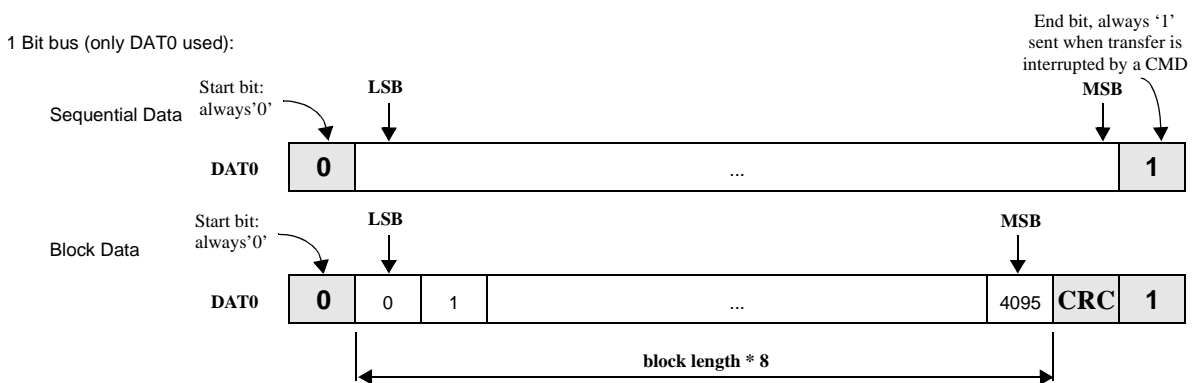 End bit, always ‘1’
1 Bit bus (only DAT0 used):
sent when transfer is
interrupted by a CMD
Start bit:
always’0’
LSB
MSB
Sequential Data
DAT0
0
...
1
Start bit:
always’0’
LSB
MSB
Block Data
DAT0
0
0
1
...
4095
CRC
1
block length * 8